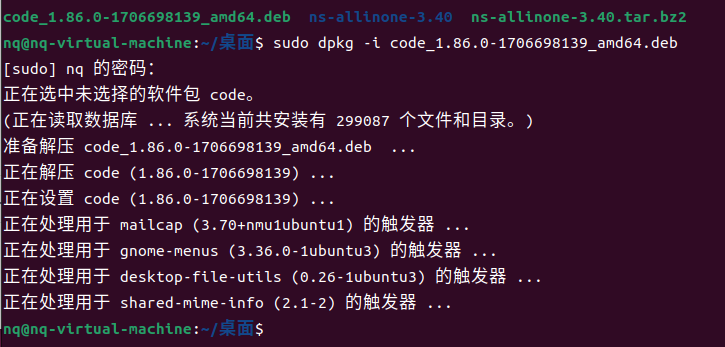 code_1.86.0-1706698139_amd64.deb  ns-allinone-3.40  ns-allinone-3.40.tar.bz2
nq@nq-virtual-machine:~/桌面$ sudo dpkg -i code_1.86.0-1706698139_amd64.deb
[sudo] nq 的密码：
正在选中未选择的软件包 code。
(正在读取数据库 ... 系统当前共安装有 299087 个文件和目录。)
准备解压 code_1.86.0-1706698139_amd64.deb  ...
正在解压 code (1.86.0-1706698139) ...
正在设置 code (1.86.0-1706698139) ...
正在处理用于 mailcap (3.70+nmu1ubuntu1) 的触发器 ...
正在处理用于 gnome-menus (3.36.0-1ubuntu3) 的触发器 ...
正在处理用于 desktop-file-utils (0.26-1ubuntu3) 的触发器 ...
正在处理用于 shared-mime-info (2.1-2) 的触发器 ...
nq@nq-virtual-machine:~/桌面$